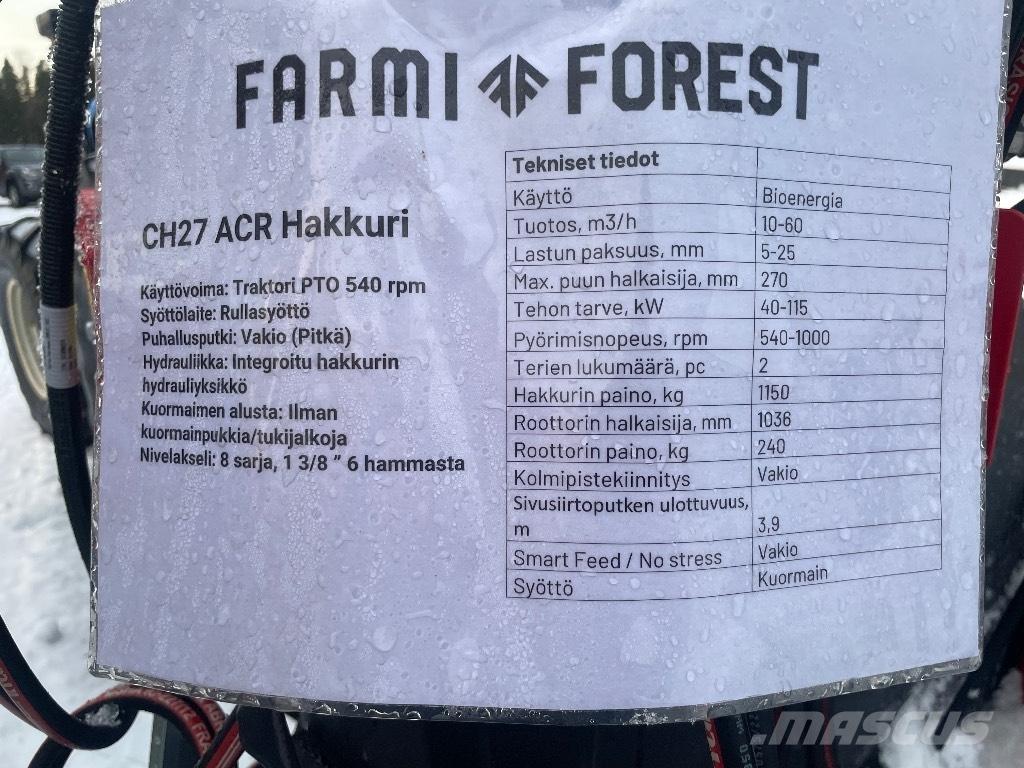 FARMI FOREST
CH27 ACR Hakkuri
Käyttövoima: Traktori PTO 540 rpm
Syöttölaite: Rullasyöttö
Puhallusputki: Vakio (Pitkä)
Hydrauliikka: Integroitu hakkurin
hydrauliyksikkö
Kuormaimen alusta: Ilman
kuormainpukkia/tukijalkoja
Nivelakseli: 8 sarja, 1 3/8 ” 6 hammasta
Tekniset tiedot
Käyttö Bioenergia
Tuotos, m3/h 10-60
Lastun paksuus, mm 5-25
Max. puun halkaisija, mm 270
Tehon tarve, kW 40-115
Pyörimisnopeus, rpm 540-1000
Terien lukumäärä, pc 2
Hakkurin paino, kg 1150
Roottorin halkaisija, mm 1036
Roottorin paino, kg 240
Kolmipistekiinnitys Vakio
Sivusiirtoputken ulottuvuus,
m 3,9
Smart Feed / No stress Vakio
Syöttö Kuormain
MASCUS